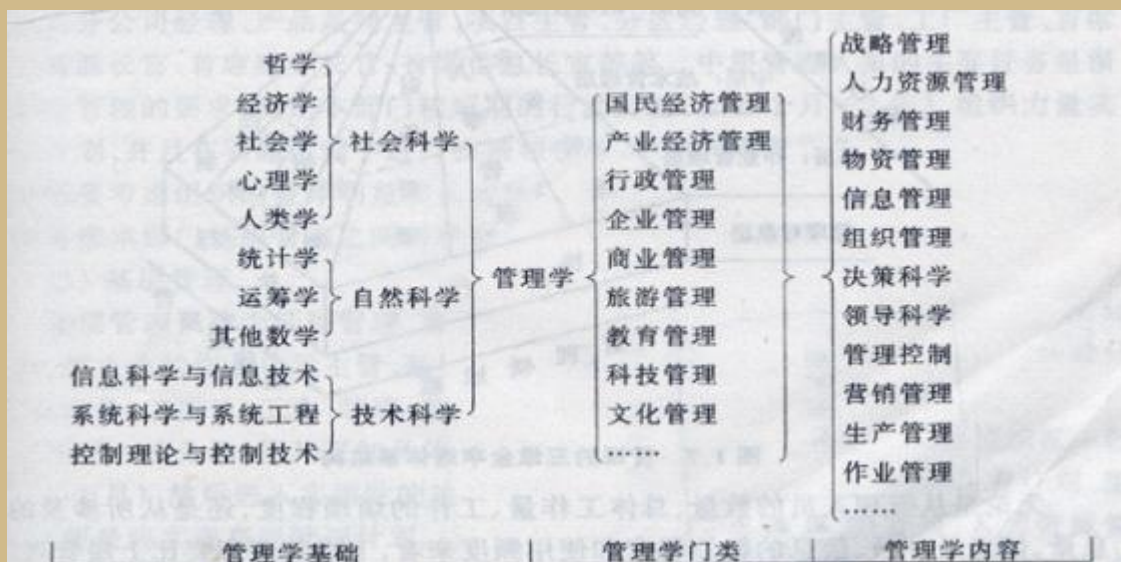 哲学
经济学
社会学
心理学
人类学
社会科学
统计学
运筹学
其他数学
自然科学
信息科学与信息技术
系统科学与系统工程
控制理论与控制技术
技术科学
管理学
国民经济管理
产业经济管理
行政管理
企业管理
商业管理
旅游管理
教育管理
科技管理
文化管理
……
战略管理
人力资源管理
财务管理
物资管理
信息管理
组织管理
决策科学
领导科学
管理控制
营销管理
生产管理
作业管理
……
管理学基础
管理学门类
管理学内容